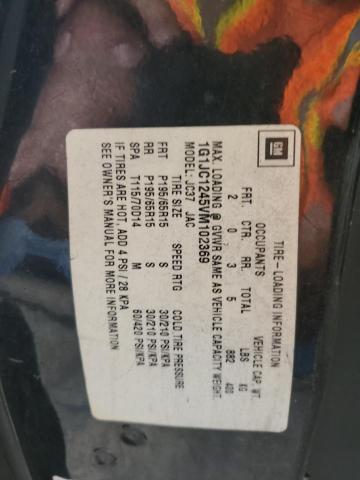 GM
TIRE-LOADING INFORMATION
OCCUPANTS VEHICLE CAP. WT.
FRT. CTR. RR. TOTAL LBS KG
2 0 3 5 882 400
MAX. LOADING @ GVWR SAME AS VEHICLE CAPACITY WEIGHT.
1G1JC1245VM102369
MODEL: JC37 JAC
TIRE SIZE SPEED RTG COLD TIRE PRESSURE
FRT P195/65R15 S 30/210 PSI/KPA
RR P195/65R15 S 30/210 PSI/KPA
SPA T115/70D14 M 60/420 PSI/KPA
IF TIRES ARE HOT, ADD 4 PSI / 28 KPA
SEE OWNER'S MANUAL FOR MORE INFORMATION